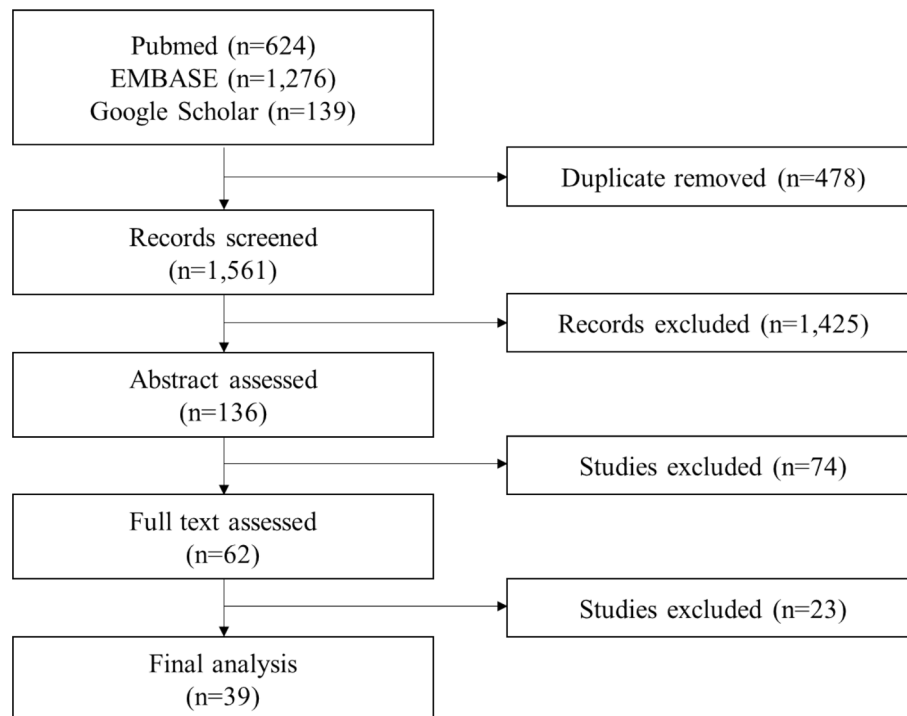 Pubmed (n=624)
EMBASE (n=1,276)
Google Scholar (n=139)
Duplicate removed (n=478)
Records screened
(n=1,561)
Records excluded (n=1,425)
Abstract assessed
(n=136)
Studies excluded (n=74)
Full text assessed
(n=62)
Studies excluded (n=23)
Final analysis
(n=39)